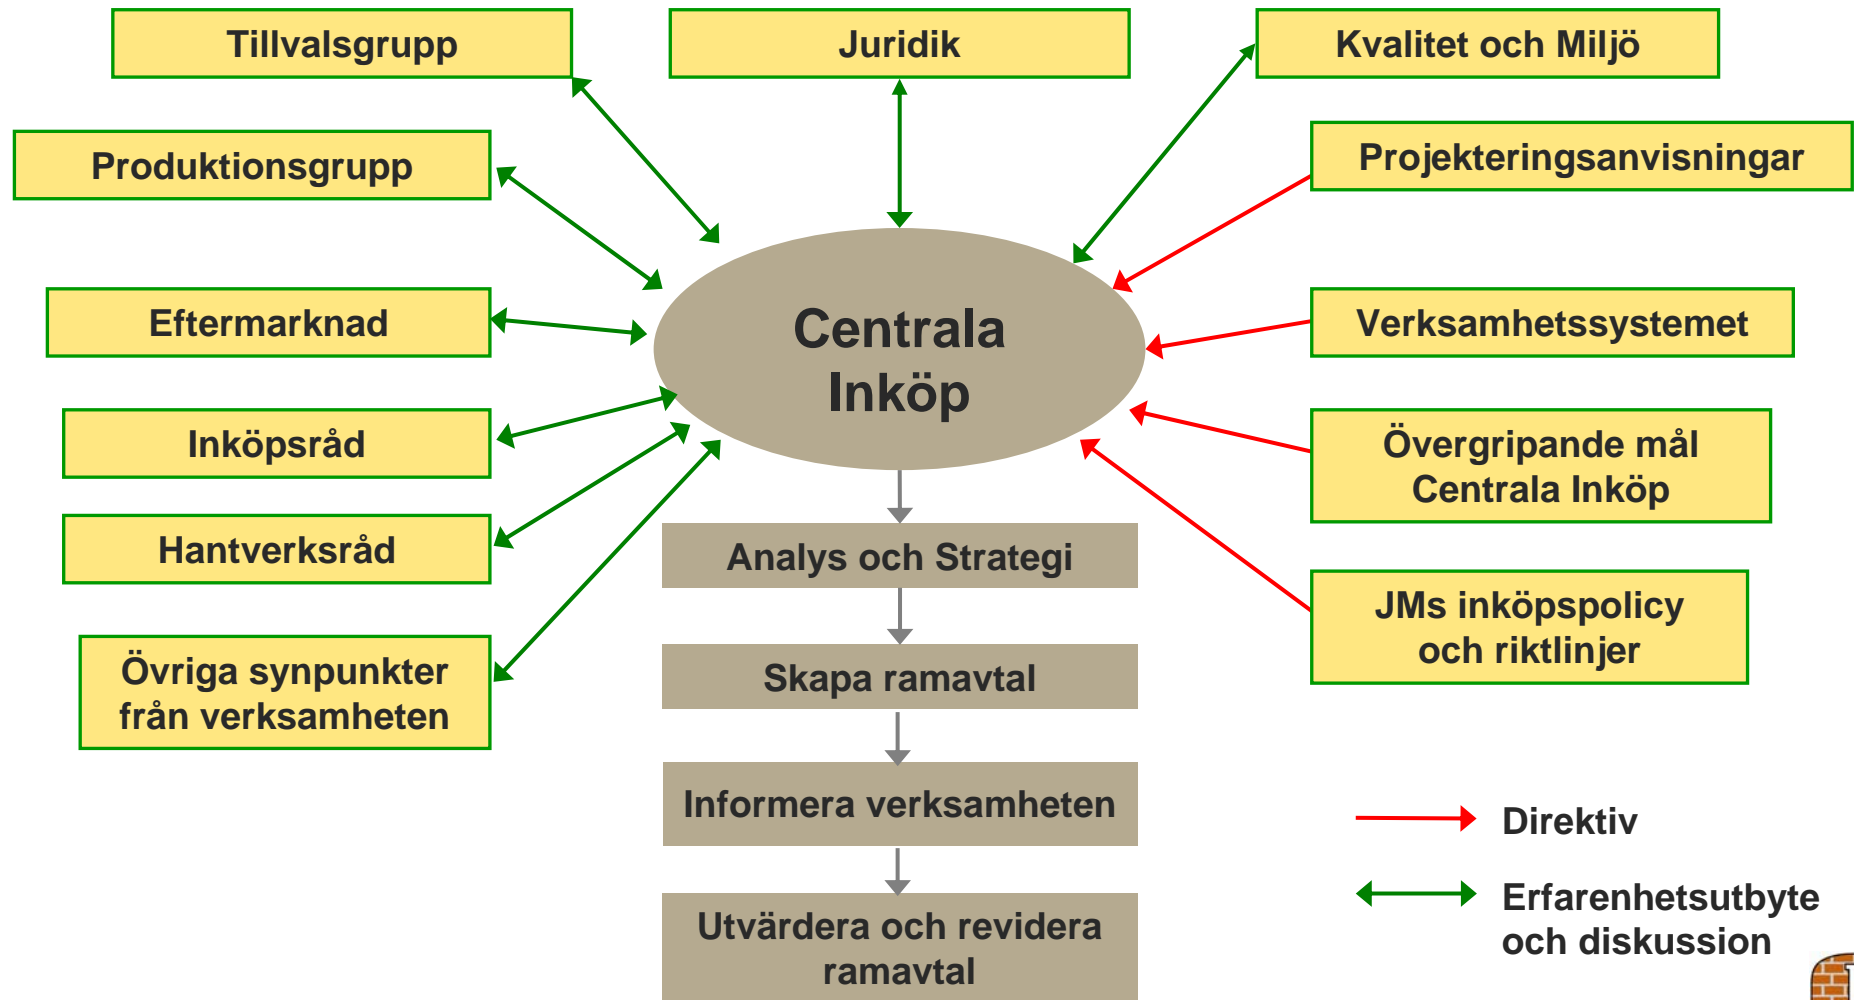 Tillvalsgrupp
Juridik
Kvalitet och Miljö
Produktionsgrupp
Projekteringsanvisningar
Eftermarknad
Centrala
Inköp
Verksamhetssystemet
Inköpsråd
Övergripande mål
Centrala Inköp
Hantverksråd
Analys och Strategi
JMs inköpspolicy
och riktlinjer
Övriga synpunkter
från verksamheten
Skapa ramavtal
Informera verksamheten
Utvärdera och revidera
ramavtal
Direktiv
Erfarenhetsutbyte
och diskussion